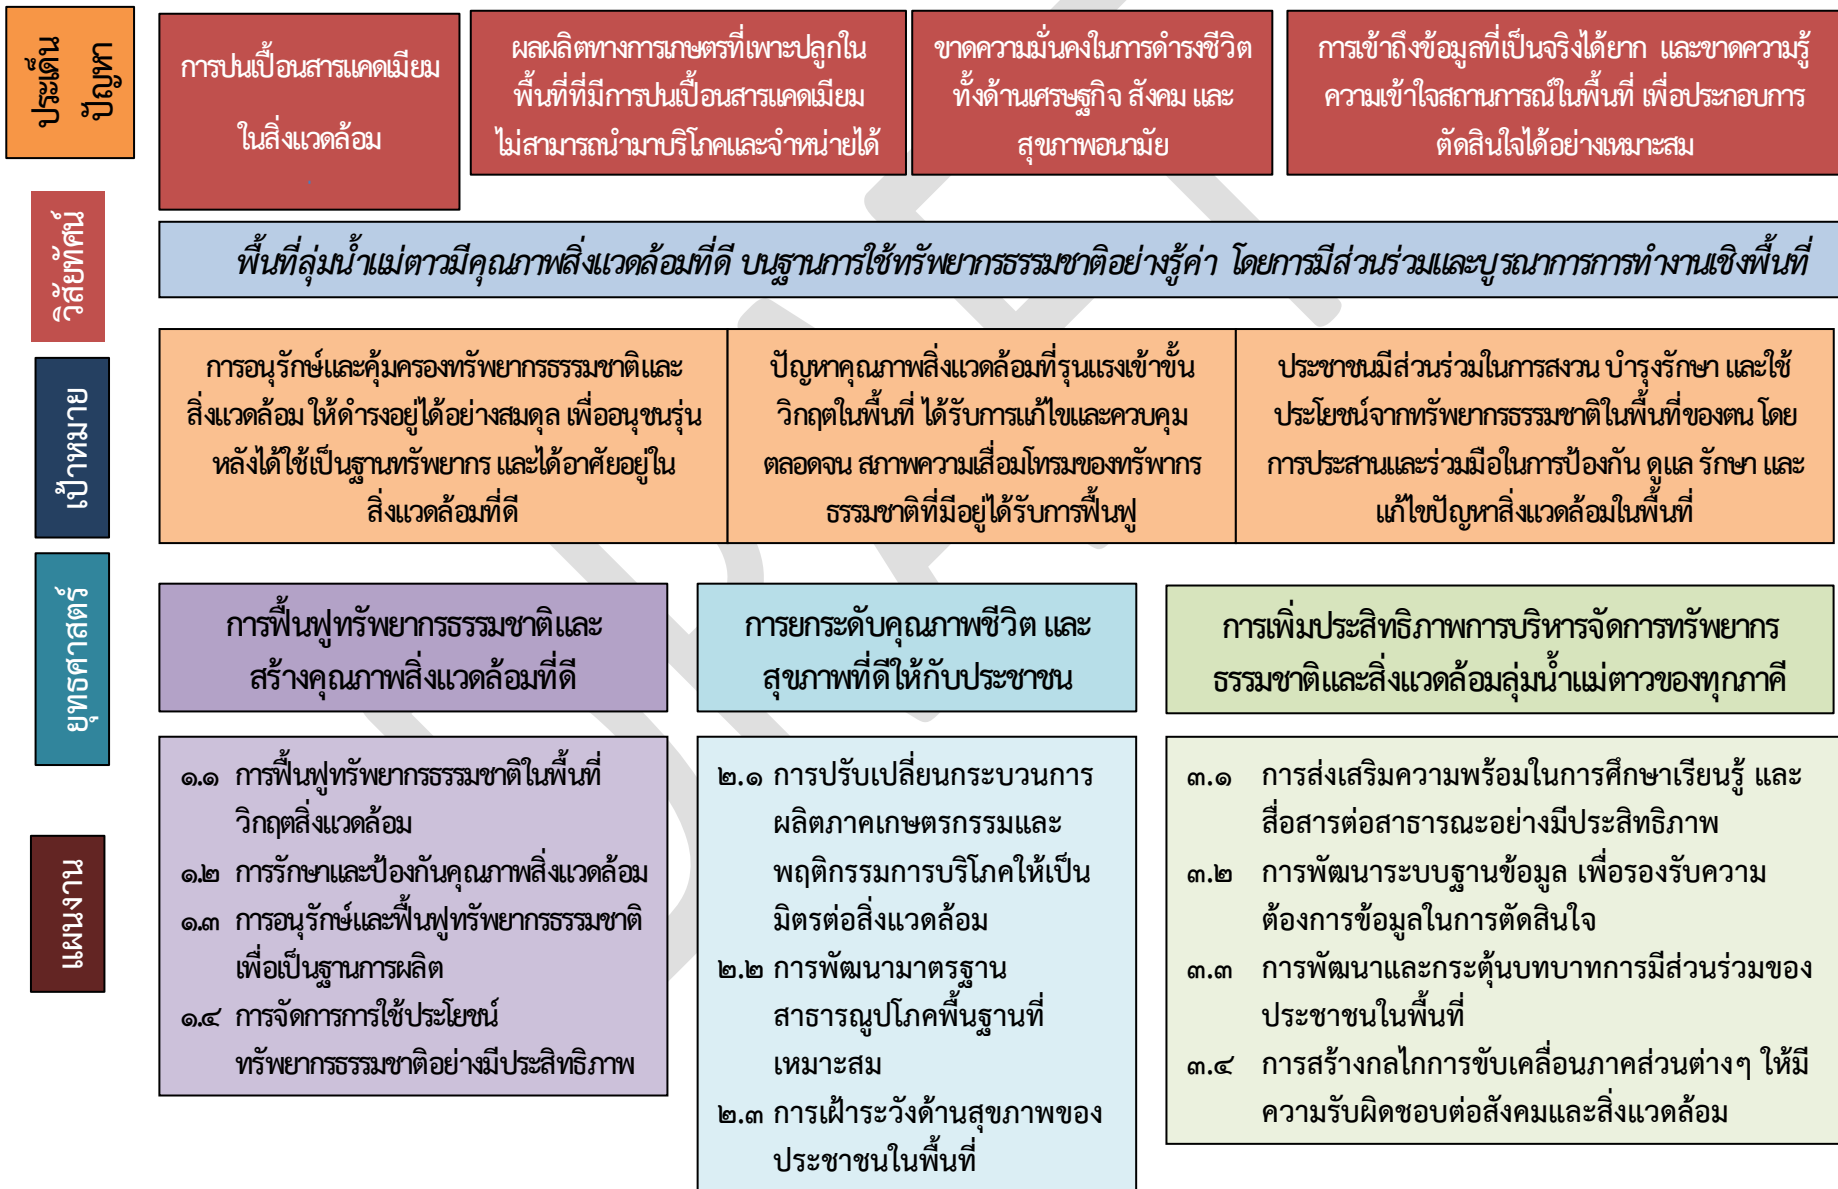 ประเด็น
ปัญหา
การปนเปื้อนสารแคดเมียม
ในสิ่งแวดล้อม
ผลผลิตทางการเกษตรที่เพาะปลูกใน
พื้นที่ที่มีการปนเปื้อนสารแคดเมียม
ไม่สามารถนำมาบริโภคและจำหน่ายได้
ขาดความมั่นคงในการดำรงชีวิต
ทั้งด้านเศรษฐกิจ สังคม และ
สุขภาพอนามัย
การเข้าถึงข้อมูลที่เป็นจริงได้ยาก และขาดความรู้
ความเข้าใจสถานการณ์ในพื้นที่ เพื่อประกอบการ
ตัดสินใจได้อย่างเหมาะสม
วิสัยทัศน์
พื้นที่ลุ่มน้ำแม่ตาวมีคุณภาพสิ่งแวดล้อมที่ดี บนฐานการใช้ทรัพยากรธรรมชาติอย่างรู้ค่า โดยการมีส่วนร่วมและบูรณาการการทำงานเชิงพื้นที่
เป้าหมาย
การอนุรักษ์และคุ้มครองทรัพยากรธรรมชาติและ
สิ่งแวดล้อม ให้ดำรงอยู่ได้อย่างสมดุล เพื่ออนุชนรุ่น
หลังได้ใช้เป็นฐานทรัพยากร และได้อาศัยอยู่ใน
สิ่งแวดล้อมที่ดี
ปัญหาคุณภาพสิ่งแวดล้อมที่รุนแรงเข้าขั้น
วิกฤตในพื้นที่ ได้รับการแก้ไขและควบคุม
ตลอดจน สภาพความเสื่อมโทรมของทรัพากร
ธรรมชาติที่มีอยู่ได้รับการฟื้นฟู
ประชาชนมีส่วนร่วมในการสงวน บำรุงรักษา และใช้
ประโยชน์จากทรัพยากรธรรมชาติในพื้นที่ของตน โดย
การประสานและร่วมมือในการป้องกัน ดูแล รักษา และ
แก้ไขปัญหาสิ่งแวดล้อมในพื้นที่
ยุทธศาสตร์
การฟื้นฟูทรัพยากรธรรมชาติและ
สร้างคุณภาพสิ่งแวดล้อมที่ดี
การยกระดับคุณภาพชีวิต และ
สุขภาพที่ดีให้กับประชาชน
การเพิ่มประสิทธิภาพการบริหารจัดการทรัพยากร
ธรรมชาติและสิ่งแวดล้อมลุ่มน้ำแม่ตาวของทุกภาคี
แผนงาน
๑.๑ การฟื้นฟูทรัพยากรธรรมชาติในพื้นที่
วิกฤตสิ่งแวดล้อม
๑.๒ การรักษาและป้องกันคุณภาพสิ่งแวดล้อม
๑.๓ การอนุรักษ์และฟื้นฟูทรัพยากรธรรมชาติ
เพื่อเป็นฐานการผลิต
๑.๔ การจัดการการใช้ประโยชน์
ทรัพยากรธรรมชาติอย่างมีประสิทธิภาพ
๒.๑ การปรับเปลี่ยนกระบวนการ
ผลิตภาคเกษตรกรรมและ
พฤติกรรมการบริโภคให้เป็น
มิตรต่อสิ่งแวดล้อม
๒.๒ การพัฒนามาตรฐาน
สาธารณูปโภคพื้นฐานที่
เหมาะสม
๒.๓ การเฝ้าระวังด้านสุขภาพของ
ประชาชนในพื้นที่
๓.๑ การส่งเสริมความพร้อมในการศึกษาเรียนรู้ และ
สื่อสารต่อสาธารณะอย่างมีประสิทธิภาพ
๓.๒ การพัฒนาระบบฐานข้อมูล เพื่อรองรับความ
ต้องการข้อมูลในการตัดสินใจ
๓.๓ การพัฒนาและกระตุ้นบทบาทการมีส่วนร่วมของ
ประชาชนในพื้นที่
๓.๔ การสร้างกลไกการขับเคลื่อนภาคส่วนต่างๆ ให้มี
ความรับผิดชอบต่อสังคมและสิ่งแวดล้อม